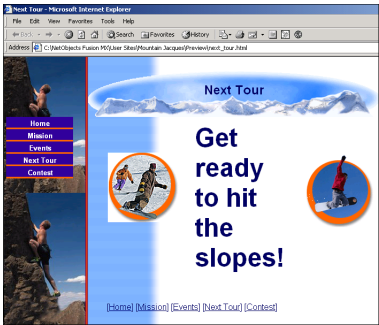 Next Tour - Microsoft Internet Explorer
File Edit View Favorites Tools Help
Back Search Favorites History
Address C:\NetObjects Fusion MX\User Sites\Mountain Jacques\Preview\next_tour.html
Next Tour
Home
Mission
Events
Next Tour
Contest
Get
ready
to hit
the
slopes!
[Home] [Mission] [Events] [Next Tour] [Contest]